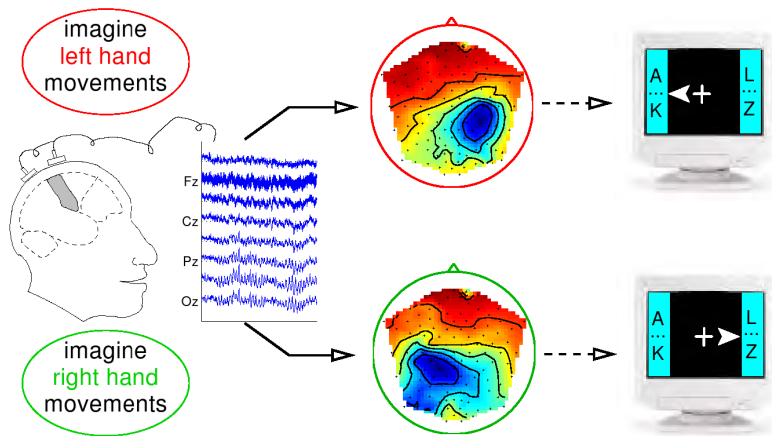 imagine
left hand
movements
Fz
Cz
Pz
Oz
imagine
right hand
movements
A
...
K
L
...
Z
A
...
K
L
...
Z